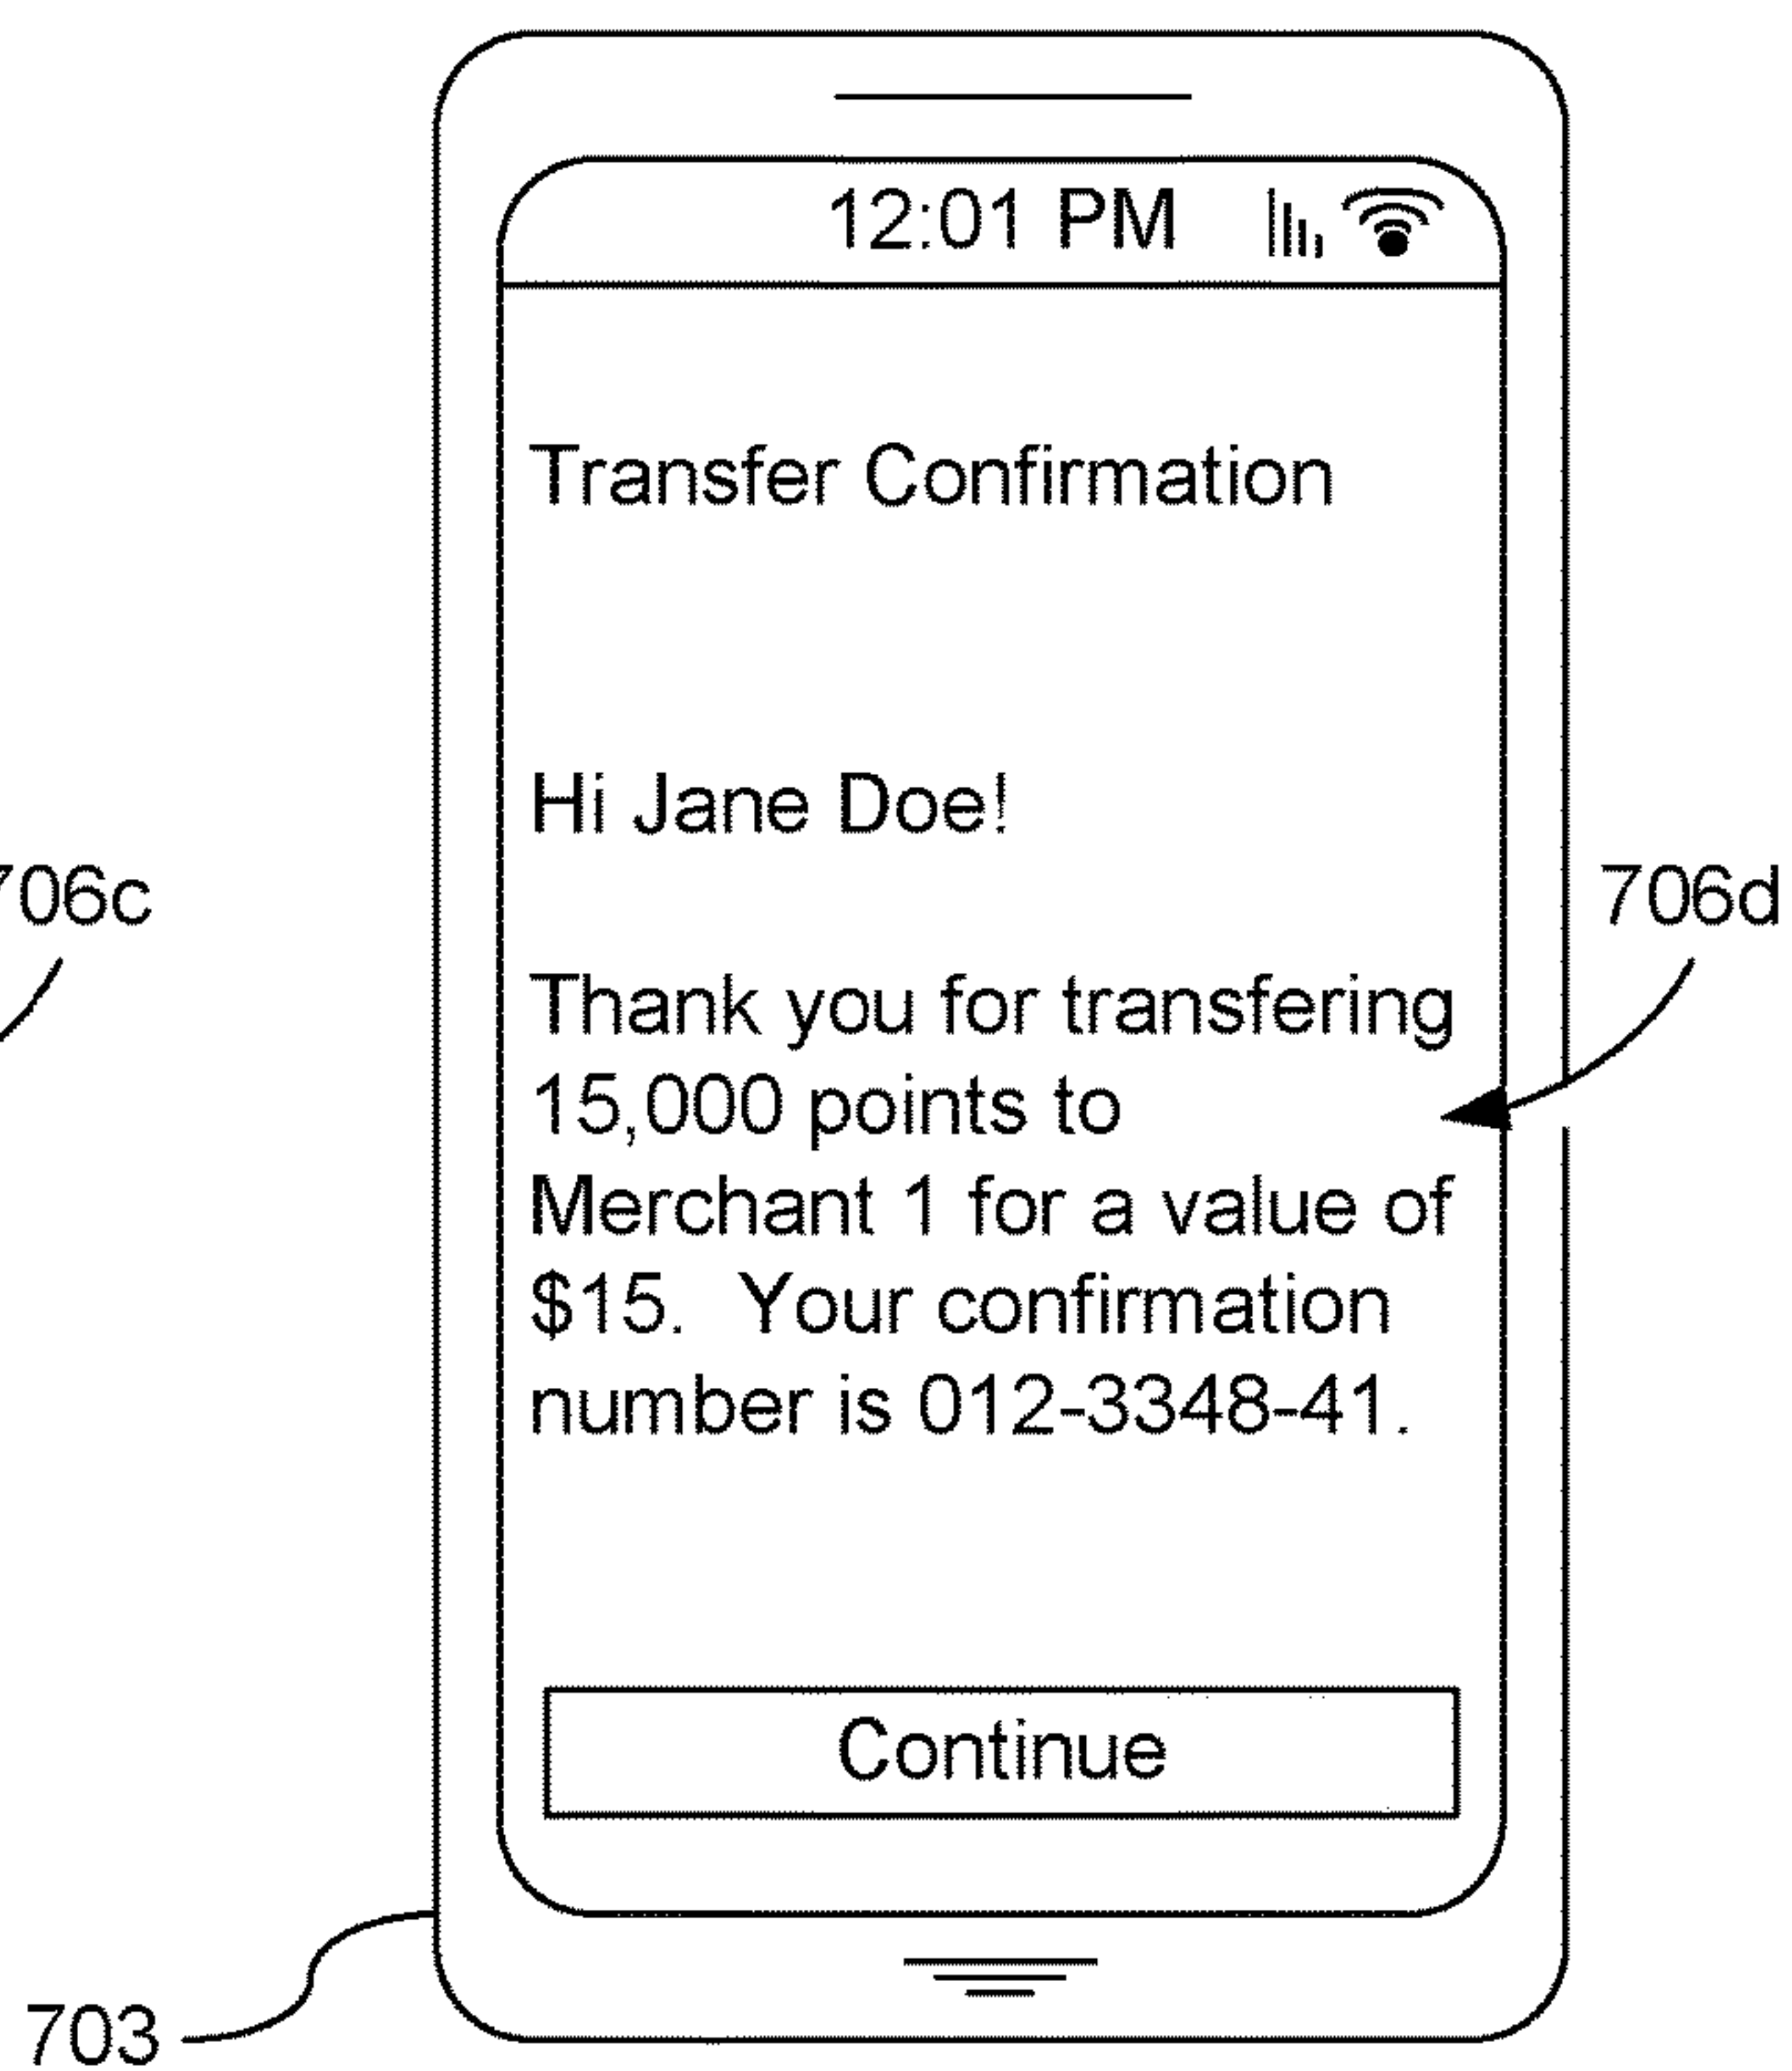 12:01 PM
Transfer Confirmation
Hi Jane Doe!
706c
706d
Thank you for transfering
15,000 points to
Merchant 1 for a value of
$15. Your confirmation
number is 012-3348-41.
Continue
703